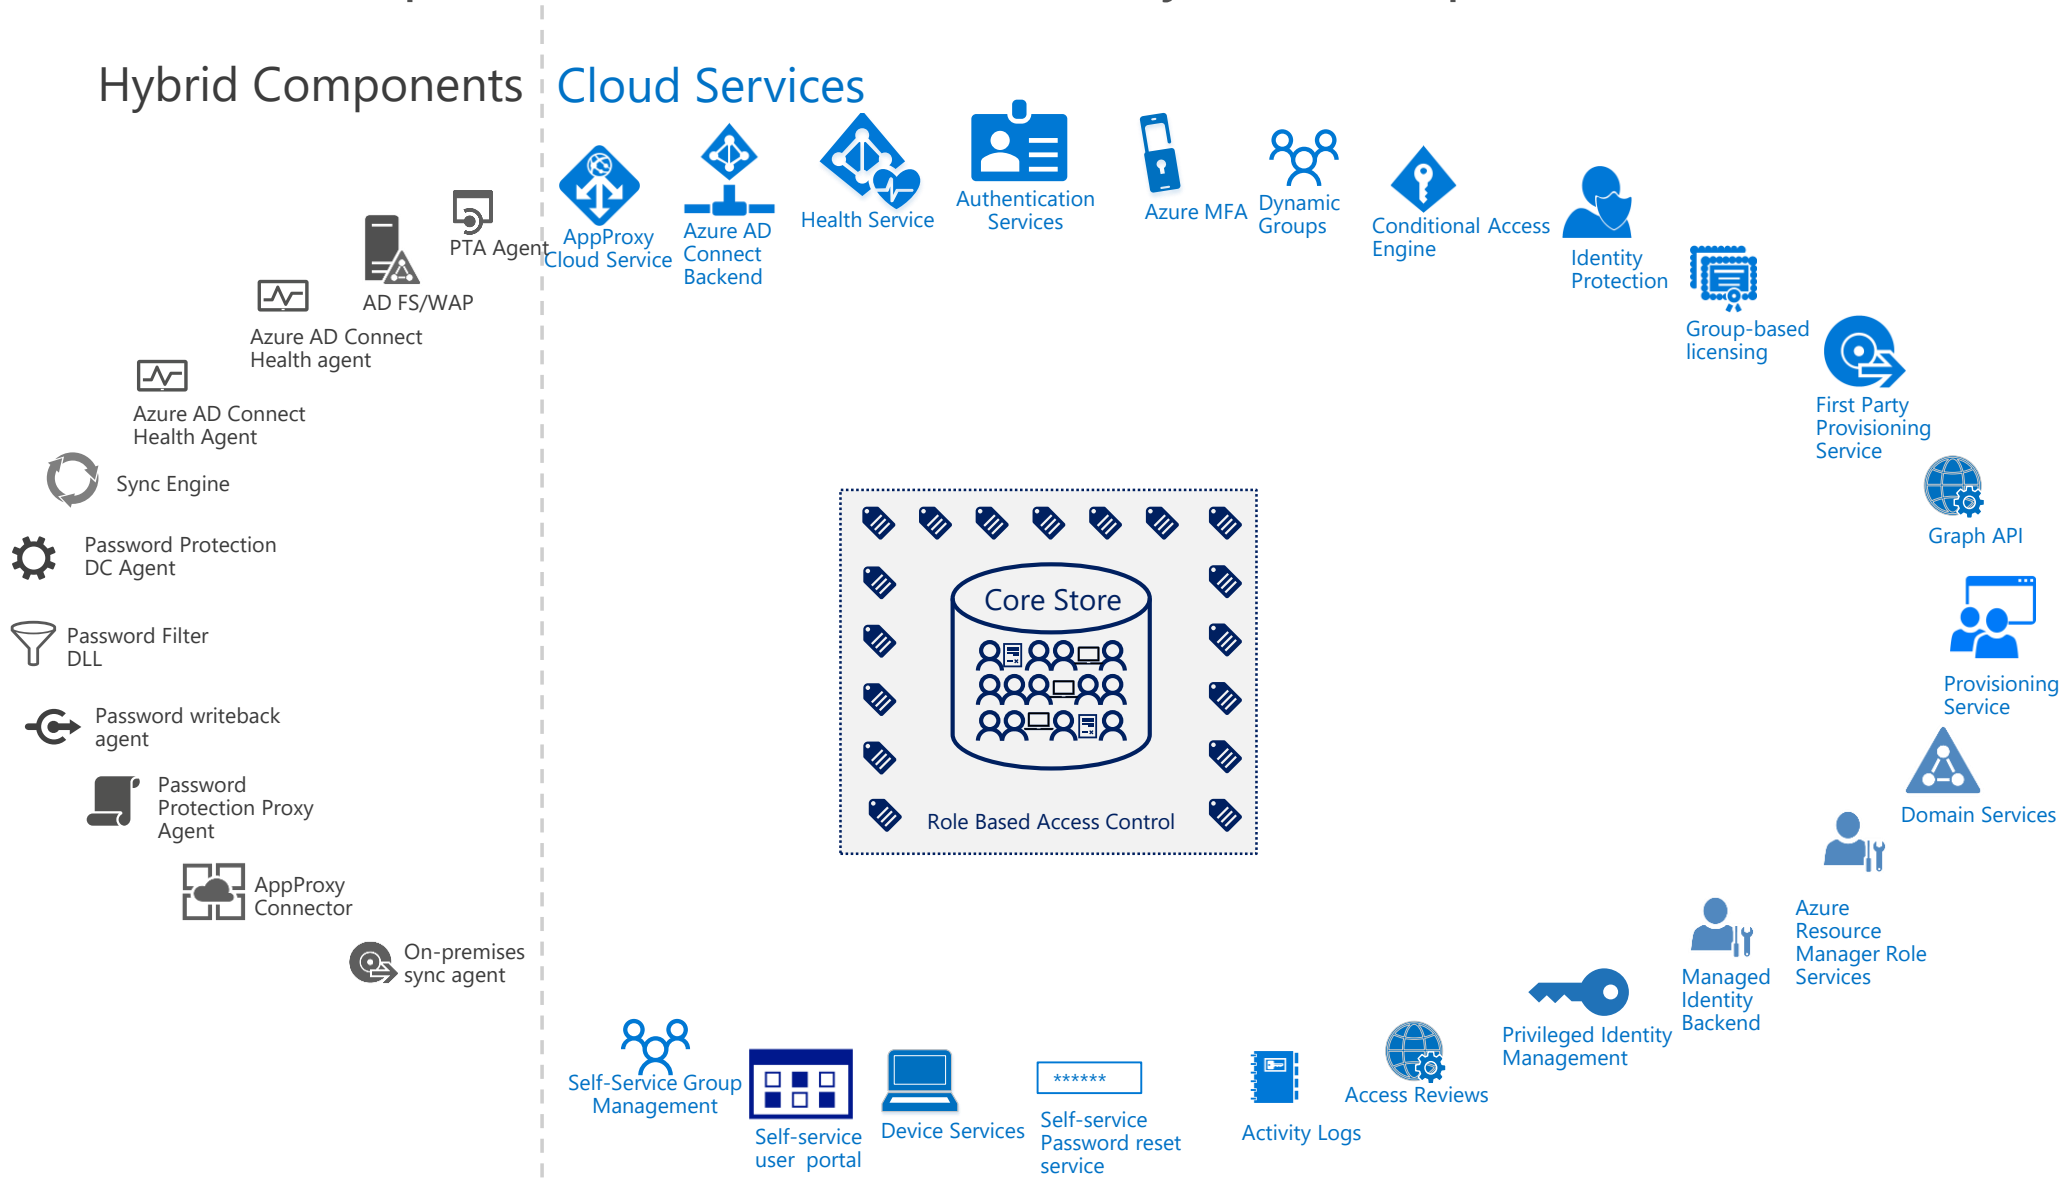 Hybrid Components
Cloud Services
PTA Agent
AD FS/WAP
Azure AD Connect
Health agent
Azure AD Connect
Health Agent
Sync Engine
Password Protection
DC Agent
Password Filter
DLL
Password writeback
agent
Password
Protection Proxy
Agent
AppProxy
Connector
On-premises
sync agent
AppProxy
Cloud Service
Azure AD
Connect
Backend
Health Service
Authentication
Services
Azure MFA
Dynamic
Groups
Conditional Access
Engine
Identity
Protection
Group-based
licensing
First Party
Provisioning
Service
Graph API
Provisioning
Service
Domain Services
Azure
Resource
Manager Role
Services
Managed
Identity
Backend
Privileged Identity
Management
Access Reviews
Activity Logs
******
Self-service
Password reset
service
Device Services
Self-service
user portal
Self-Service Group
Management
Core Store
Role Based Access Control